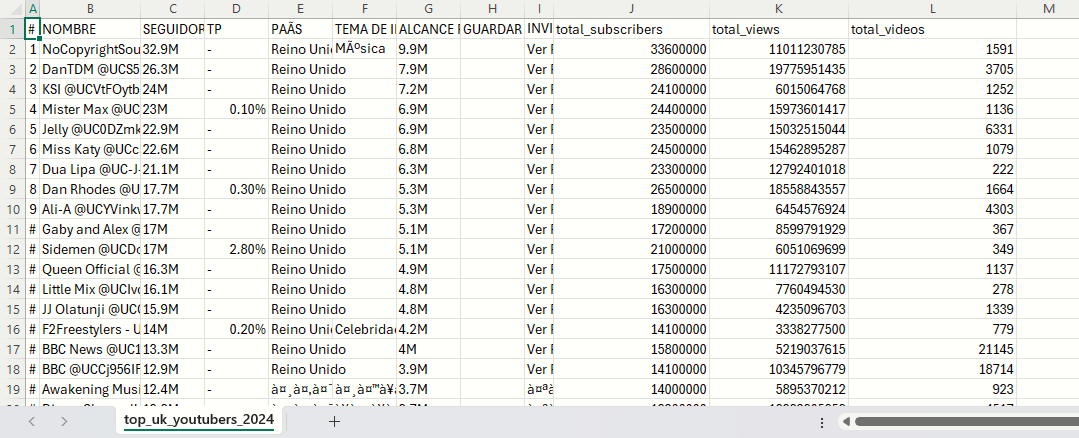 A B C D E F G H I J K L M
1 # NOMBRE SEGUIDOR TP PAÃS TEMA DE I ALCANCE GUARDAR INVI total_subscribers total_views total_videos
2 1 NoCopyrightSou 32.9M - Reino Uni MÃºsica 9.9M Ver 33600000 11011230785 1591
3 2 DanTDM @UCS5 26.3M - Reino Unido 7.9M Ver 28600000 19775951435 3705
4 3 KSI @UCVtFOytb 24M - Reino Unido 7.2M Ver 24100000 6015064768 1252
5 4 Mister Max @UC 23M 0.10% Reino Unido 6.9M Ver 24400000 15973601417 1136
6 5 Jelly @UC0DZmk 22.9M - Reino Unido 6.9M Ver 23500000 15032515044 6331
7 6 Miss Katy @UCc 22.6M - Reino Unido 6.8M Ver 24500000 15462895287 1079
8 7 Dua Lipa @UC-J- 21.1M - Reino Unido 6.3M Ver 23300000 12792401018 222
9 8 Dan Rhodes @U 17.7M 0.30% Reino Unido 5.3M Ver 26500000 18558843557 1664
10 9 Ali-A @UCYVinkv 17.7M - Reino Unido 5.3M Ver 18900000 6454576924 4303
11 # Gaby and Alex @ 17M - Reino Unido 5.1M Ver 17200000 8599791929 367
12 # Sidemen @UCDo 17M 2.80% Reino Unido 5.1M Ver 21000000 6051069699 349
13 # Queen Official @ 16.3M - Reino Unido 4.9M Ver 17500000 11172793107 1137
14 # Little Mix @UCIvc 16.1M - Reino Unido 4.8M Ver 16300000 7760494530 278
15 # JJ Olatunji @UC 15.9M - Reino Unido 4.8M Ver 16300000 4235096703 1339
16 # F2Freestylers - U 14M 0.20% Reino Uni Celebridad 4.2M Ver 14100000 3338277500 779
17 # BBC News @UC1 13.3M - Reino Unido 4M Ver 15800000 5219037615 21145
18 # BBC @UCCj956IF 12.9M - Reino Unido 3.9M Ver 14100000 10345796779 18714
19 # Awakening Musi 12.4M - 3.7M 14000000 5895370212 923
top_uk_youtubers_2024